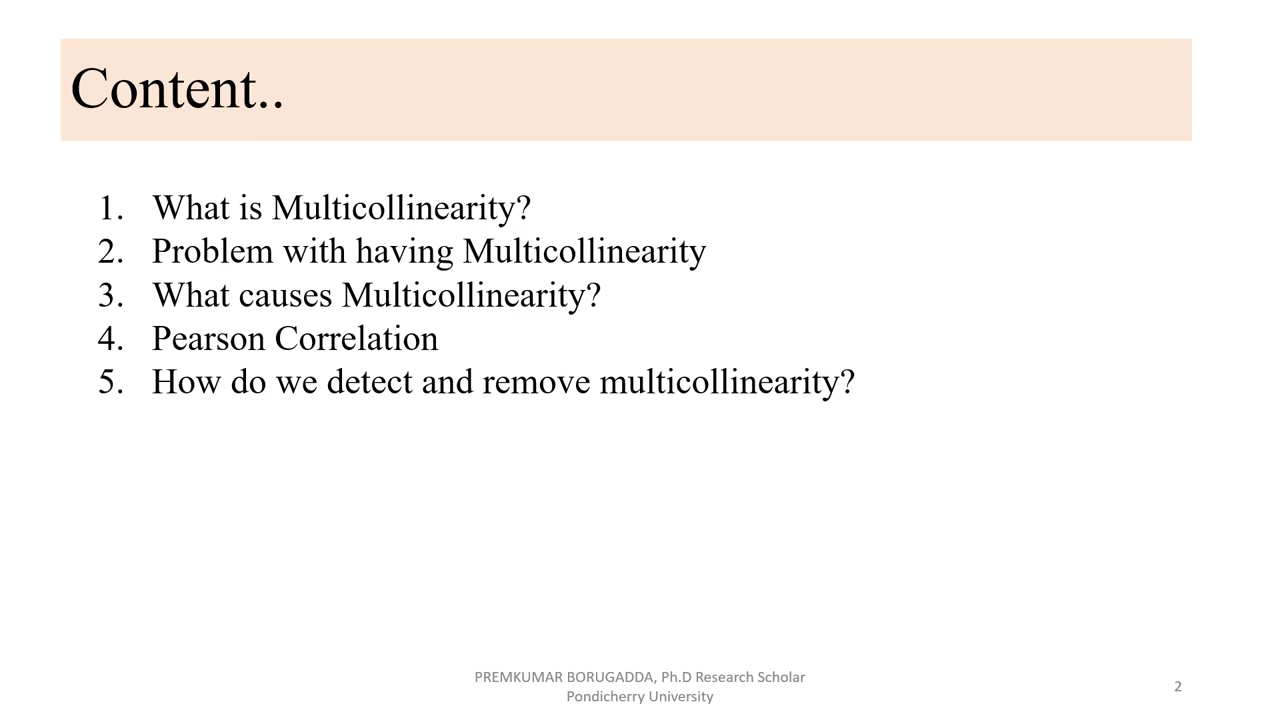 Content..
1. What is Multicollinearity?
2. Problem with having Multicollinearity
3. What causes Multicollinearity?
4. Pearson Correlation
5. How do we detect and remove multicollinearity?
PREMKUMAR BORUGADDA, Ph.D Research Scholar
Pondicherry University
2